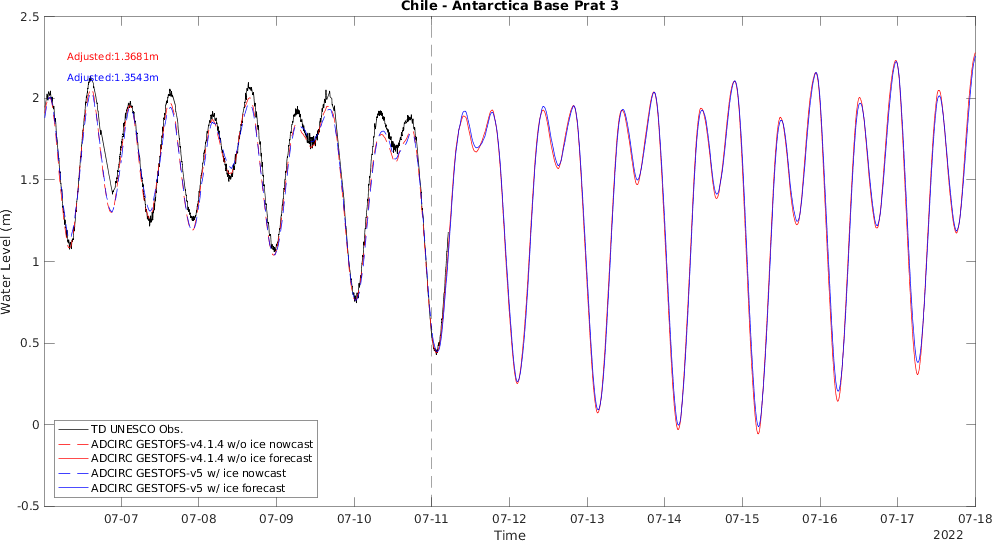 Chile - Antarctica Base Prat 3
2.5
2
1.5
1
0.5
0
-0.5
Water Level (m)
Adjusted:1.3681m
Adjusted:1.3543m
TD UNESCO Obs.
ADCIRC GESTOFS-v4.1.4 w/o ice nowcast
ADCIRC GESTOFS-v4.1.4 w/o ice forecast
ADCIRC GESTOFS-v5 w/ ice nowcast
ADCIRC GESTOFS-v5 w/ ice forecast
07-07 07-08 07-09 07-10 07-11 07-12 07-13 07-14 07-15 07-16 07-17 07-18
Time
2022